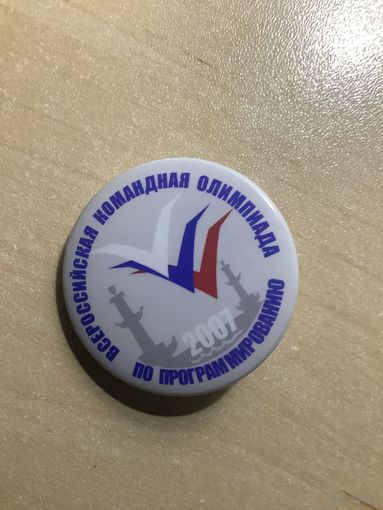 ВСЕРОССИЙСКАЯ КОМАНДНАЯ ОЛИМПИАДА
ПО ПРОГРАММИРОВАНИЮ
2007